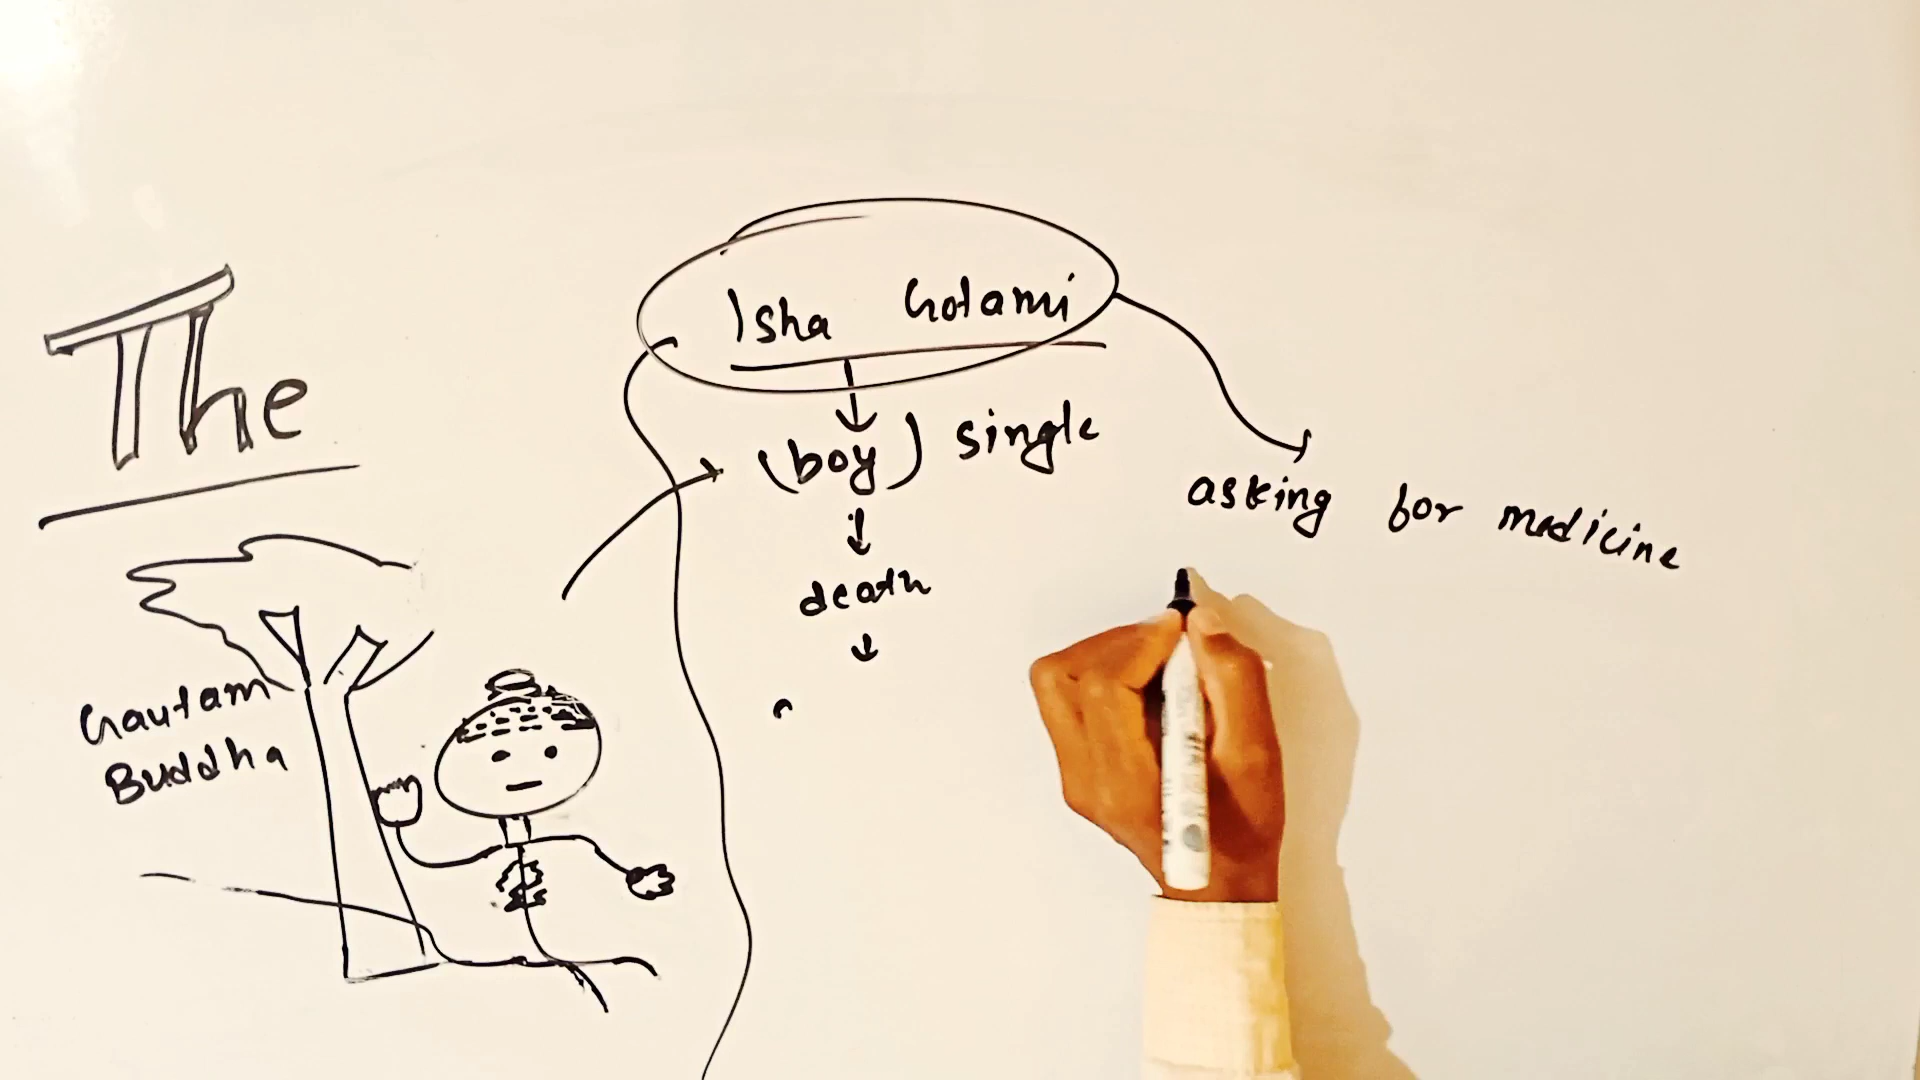 The
Isha Gotami
(boy) single
asking for medicine
death
Gautam
Buddha